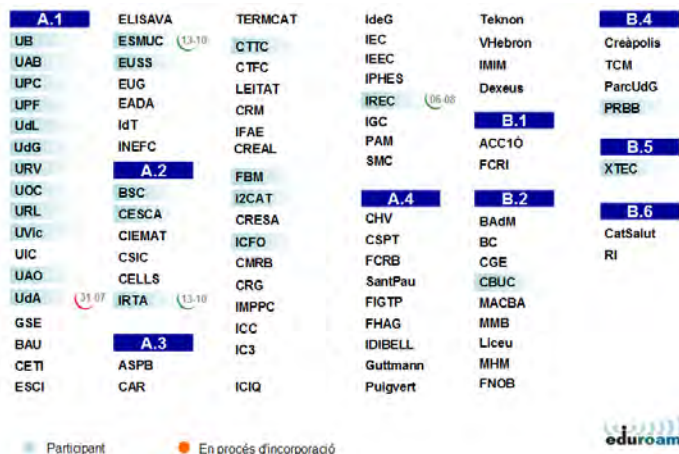 A.1
UB
UAB
UPC
UPF
UdL
UdG
URV
UOC
URL
UVic
UIC
UAO
UdA 31-07
GSE
BAU
CETI
ESCI
ELISAVA
ESMUC 13-10
EUSS
EUG
EADA
IdT
INEFC
A.2
BSC
CESCA
CIEMAT
CSIC
CELLS
IRTA 13-10
A.3
ASPB
CAR
TERMCAT
CTTC
CTFC
LEITAT
CRM
IFAE
CREAL
FBM
I2CAT
CRESA
ICFO
CMRB
CRG
IMPPC
ICC
IC3
ICIQ
IdeG
IEC
IEEC
IPHES
IREC 06-08
IGC
PAM
SMC
A.4
CHV
CSPT
FCRB
SantPau
FIGTP
FHAG
IDIBELL
Guttmann
Puigvert
Teknon
VHebron
IMIM
Dexeus
B.1
ACC1Ó
FCRI
B.2
BAdM
BC
CGE
CBUC
MACBA
MMB
Liceu
MHM
FNOB
B.4
Creàpolis
TCM
ParcUdG
PRBB
B.5
XTEC
B.6
CatSalut
RI
Participant
En procés d'incorporació
eduroam